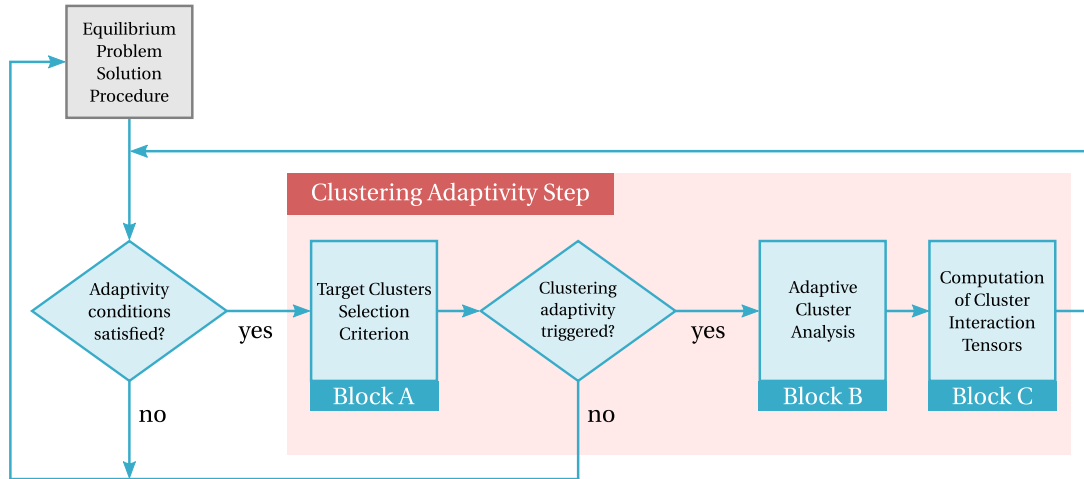 Equilibrium
Problem
Solution
Procedure
Clustering Adaptivity Step
Adaptivity
conditions
satisfied?
yes
no
Target Clusters
Selection
Criterion
Block A
Clustering
adaptivity
triggered?
yes
no
Adaptive
Cluster
Analysis
Block B
Computation
of Cluster
Interaction
Tensors
Block C